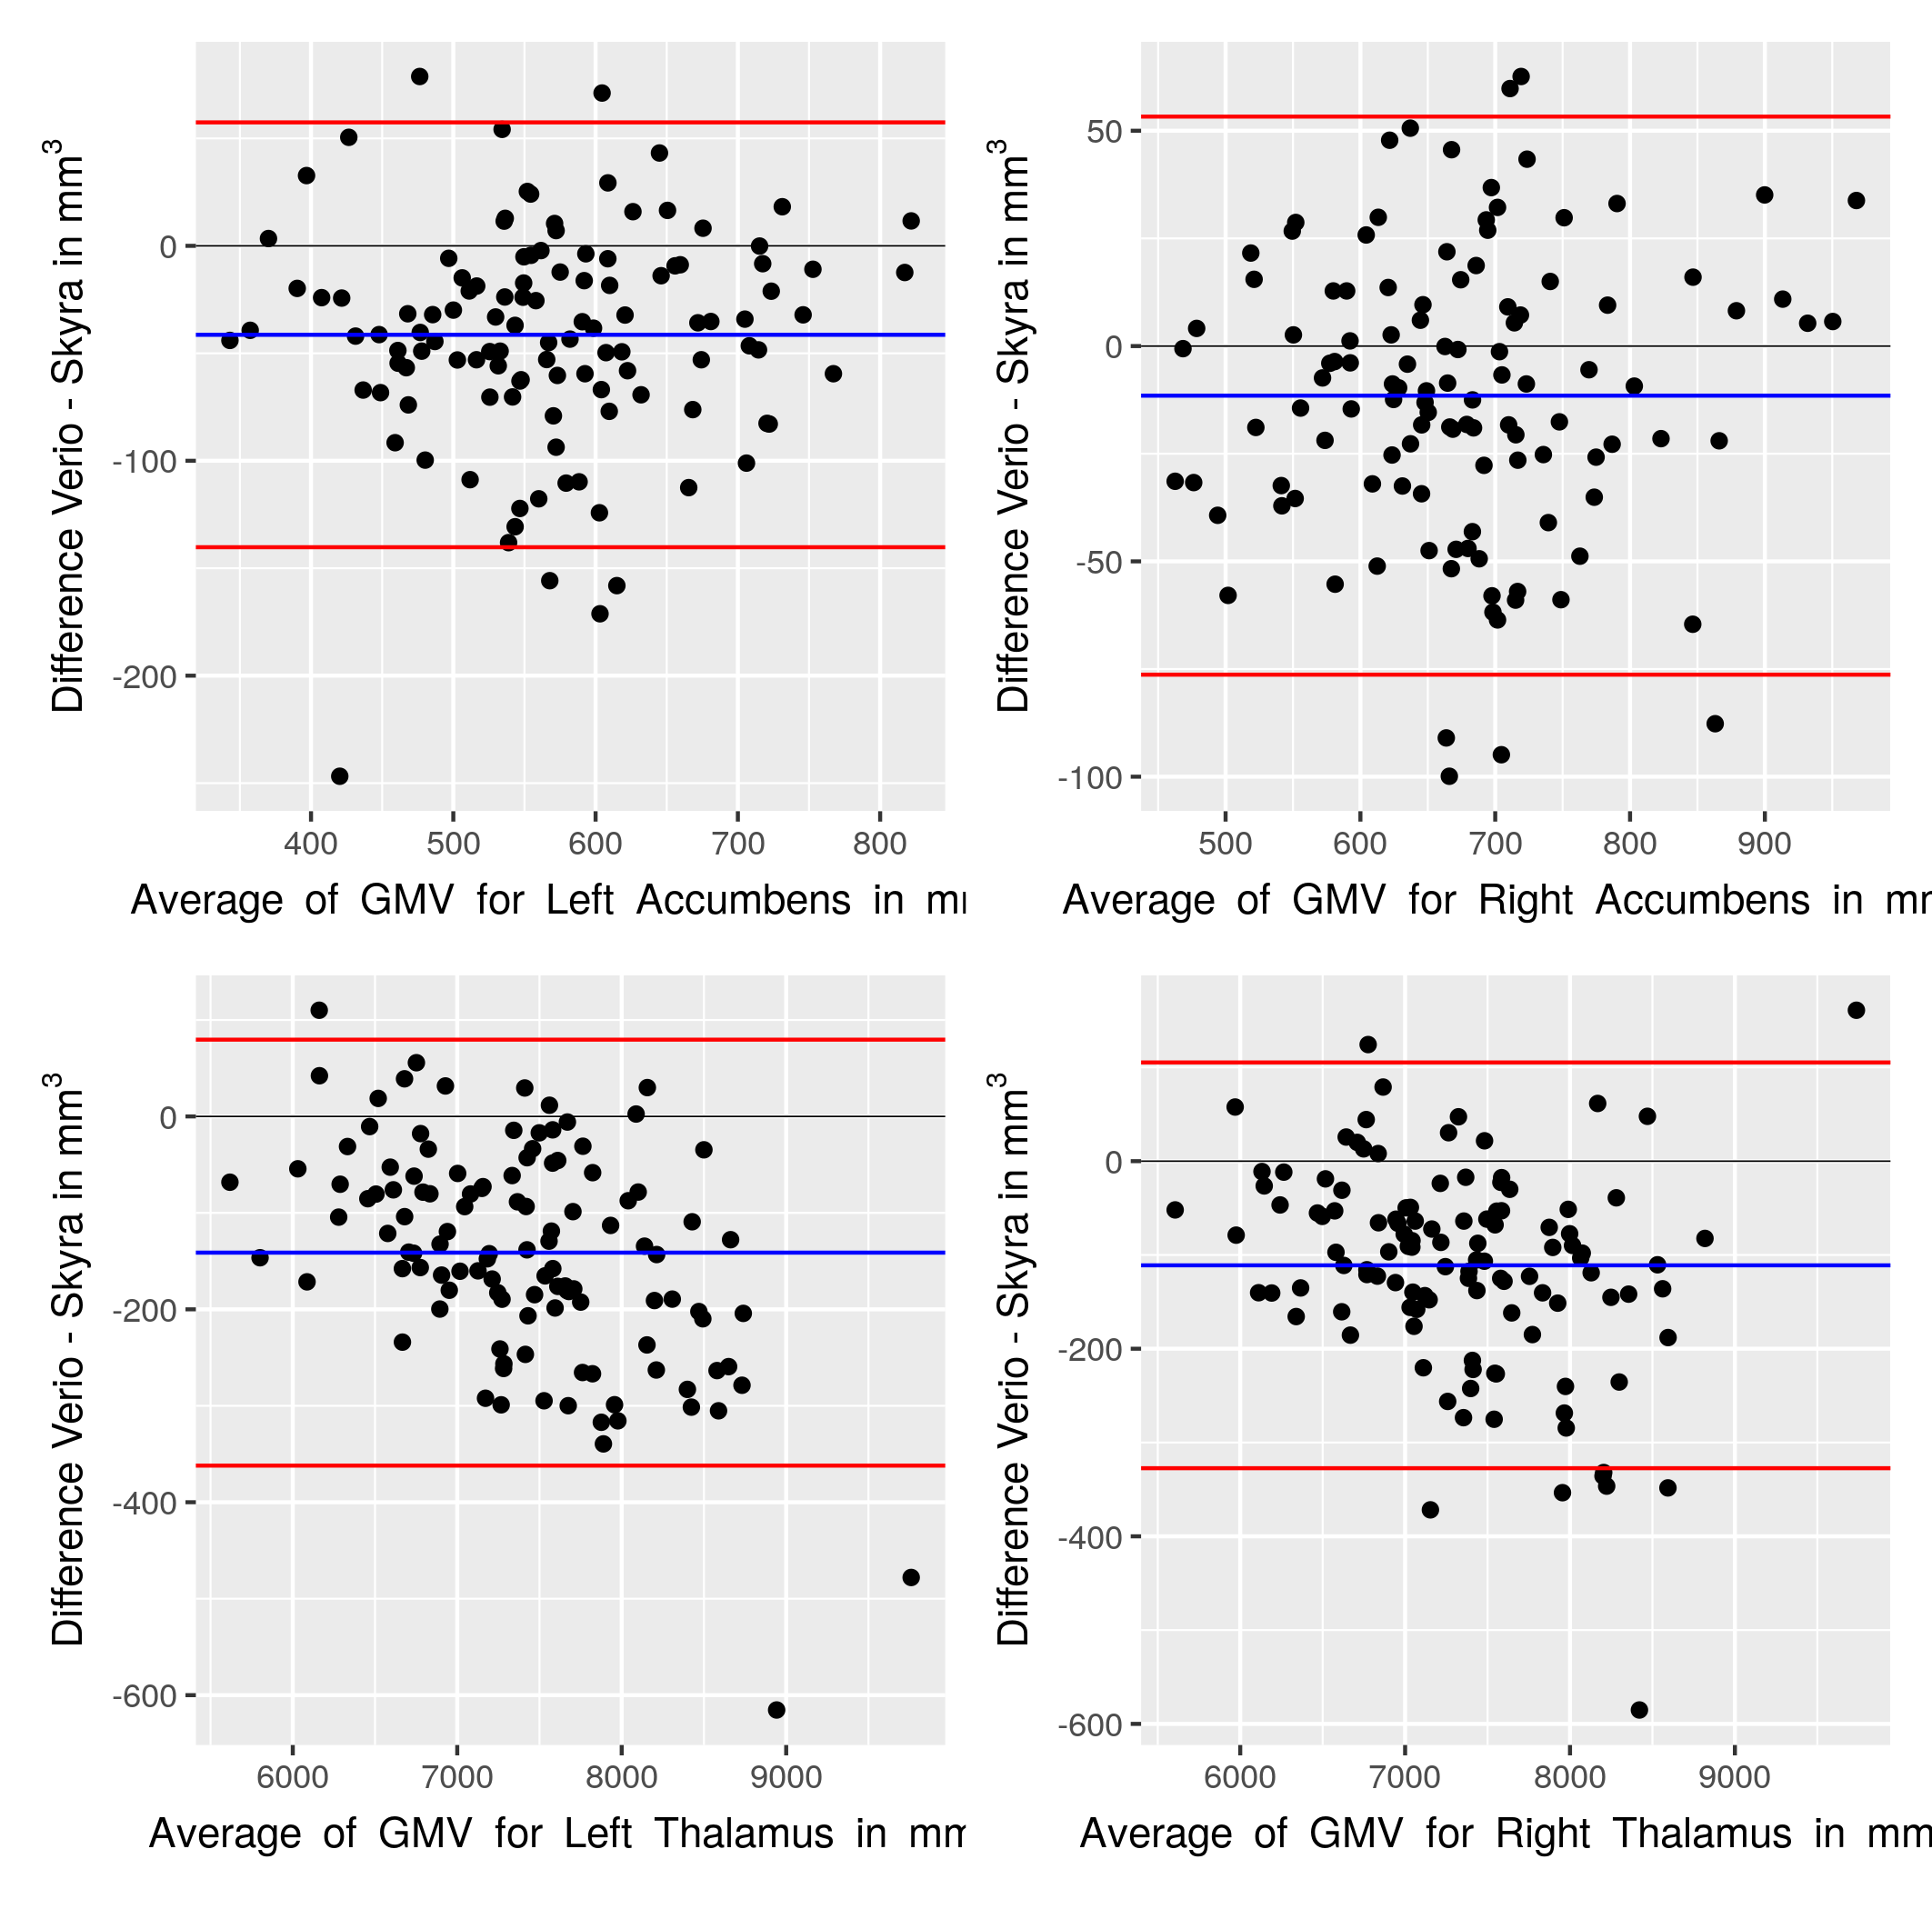 Difference Verio - Skyra in mm³
0
-100
-200
400 500 600 700 800
Average of GMV for Left Accumbens in
Difference Verio - Skyra in mm³
50
0
-50
-100
500 600 700 800 900
Average of GMV for Right Accumbens in
Difference Verio - Skyra in mm³
0
-200
-400
-600
6000 7000 8000 9000
Average of GMV for Left Thalamus in
Difference Verio - Skyra in mm³
0
-200
-400
-600
6000 7000 8000 9000
Average of GMV for Right Thalamus in mm